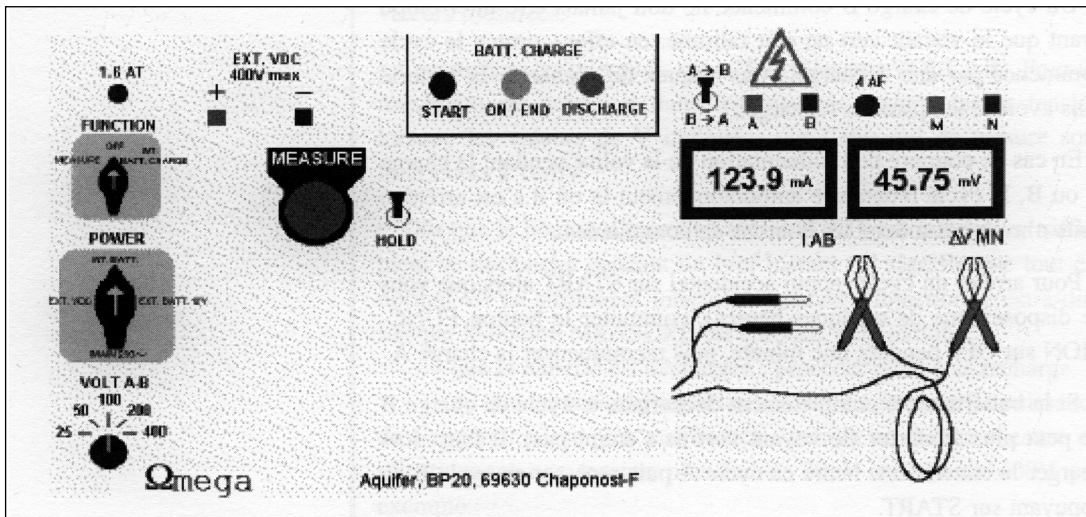 1.6 AT
EXT. VDC
400V max
+ −
BATT. CHARGE
START ON / END DISCHARGE
A → B
B → A
A B
4 AF
M N
FUNCTION
MEASURE OFF INT. BATT. CHARGE
MEASURE
HOLD
123.9 mA
45.75 mV
I AB
ΔV MN
POWER
INT. BATT.
EXT. VDC EXT. BATT. 12V
MAIN 230 ~
VOLT A-B
25 50 100 200 400
Ωmega
Aquifer, BP20, 69630 Chaponost-F